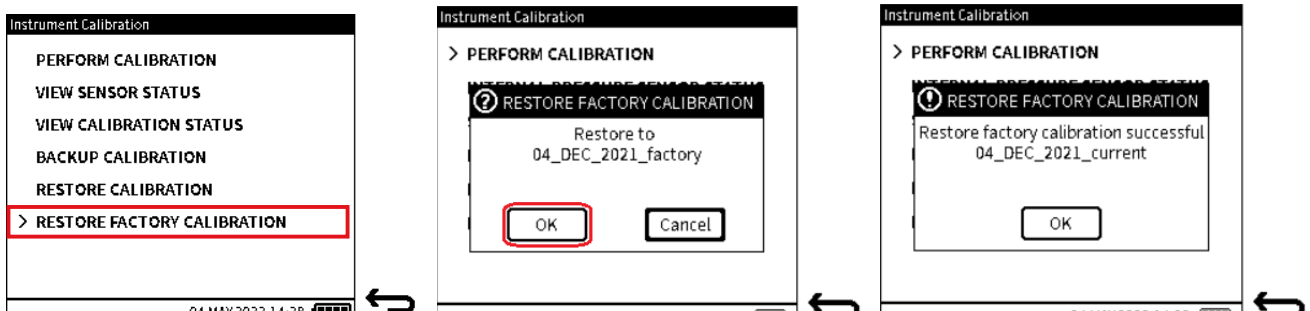 Instrument Calibration
PERFORM CALIBRATION
VIEW SENSOR STATUS
VIEW CALIBRATION STATUS
BACKUP CALIBRATION
RESTORE CALIBRATION
> RESTORE FACTORY CALIBRATION
Instrument Calibration
> PERFORM CALIBRATION
RESTORE FACTORY CALIBRATION
Restore to
04_DEC_2021_factory
OK Cancel
Instrument Calibration
> PERFORM CALIBRATION
RESTORE FACTORY CALIBRATION
Restore factory calibration successful
04_DEC_2021_current
OK